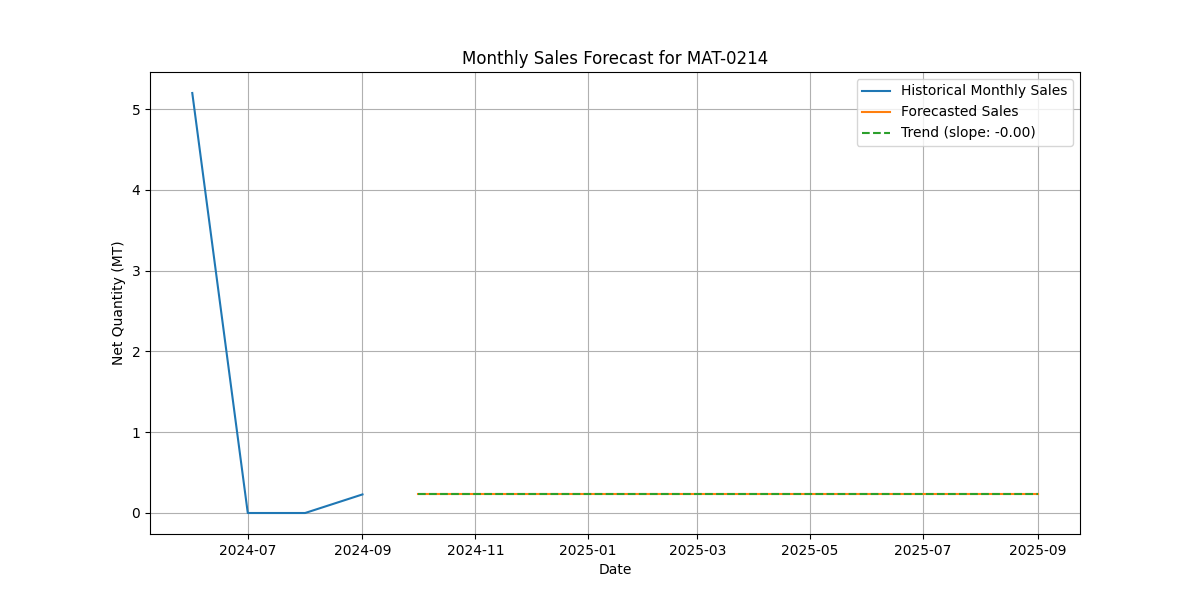 Monthly Sales Forecast for MAT-0214
Historical Monthly Sales
Forecasted Sales
Trend (slope: -0.00)
Net Quantity (MT)
5
4
3
2
1
0
2024-07 2024-09 2024-11 2025-01 2025-03 2025-05 2025-07 2025-09
Date